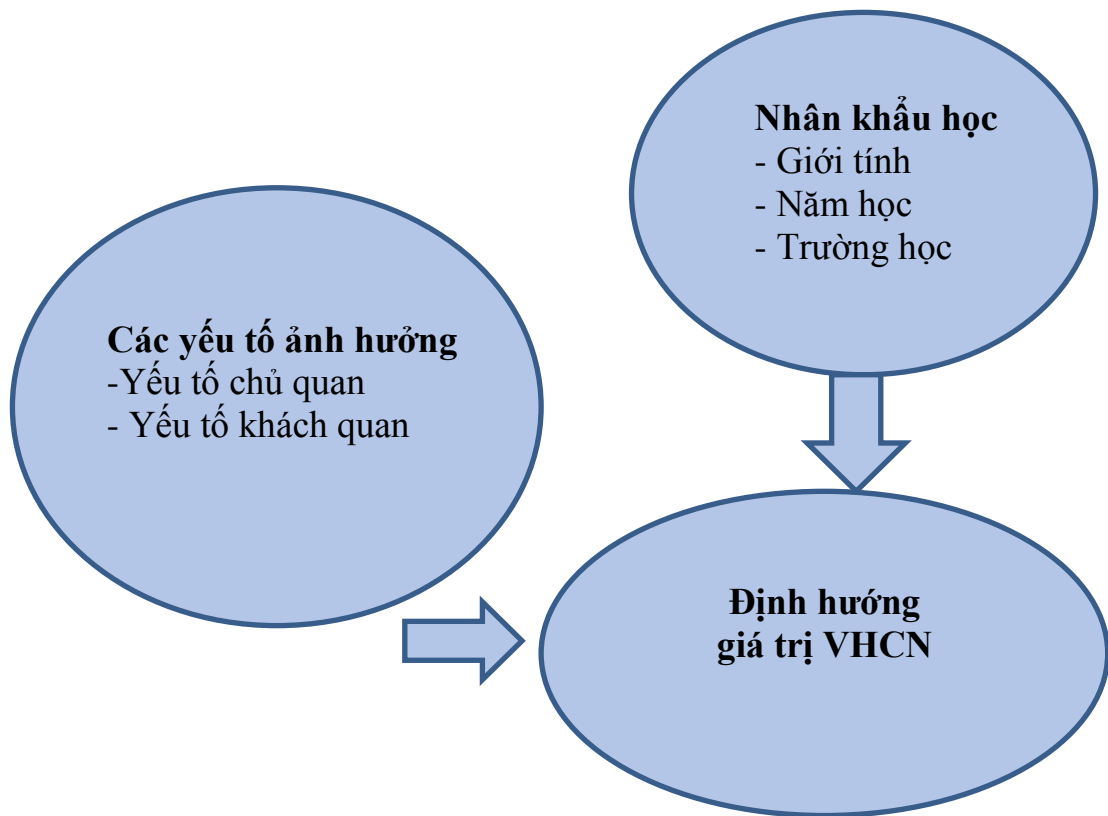 Nhân khẩu học
- Giới tính
- Năm học
- Trường học
Các yếu tố ảnh hưởng
-Yếu tố chủ quan
- Yếu tố khách quan
Định hướng
giá trị VHCN